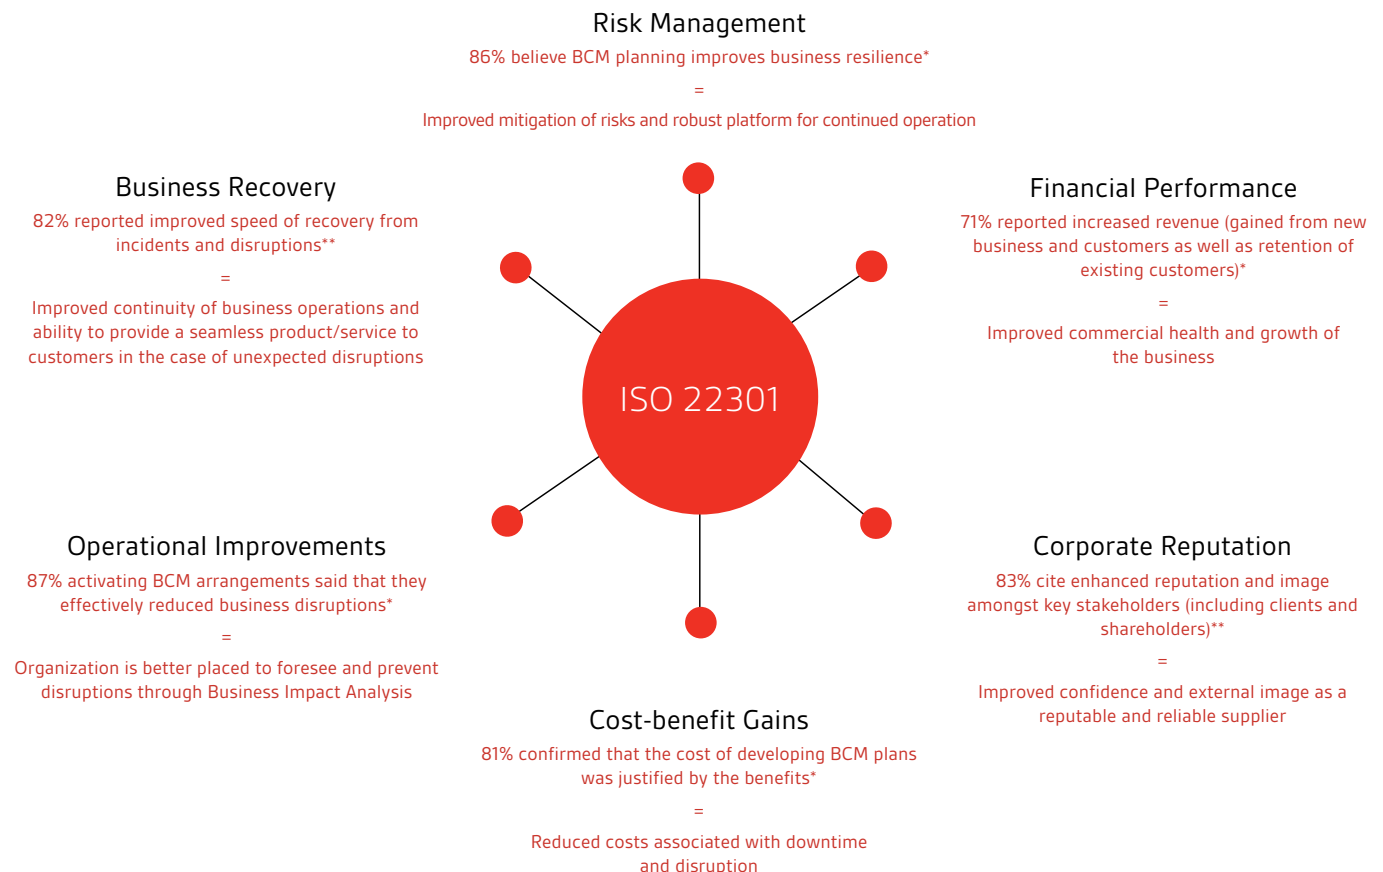 Risk Management
86% believe BCM planning improves business resilience*
=
Improved mitigation of risks and robust platform for continued operation
Business Recovery
82% reported improved speed of recovery from
incidents and disruptions**
=
Improved continuity of business operations and
ability to provide a seamless product/service to
customers in the case of unexpected disruptions
Financial Performance
71% reported increased revenue (gained from new
business and customers as well as retention of
existing customers)*
=
Improved commercial health and growth of
the business
ISO 22301
Operational Improvements
87% activating BCM arrangements said that they
effectively reduced business disruptions*
=
Organization is better placed to foresee and prevent
disruptions through Business Impact Analysis
Corporate Reputation
83% cite enhanced reputation and image
amongst key stakeholders (including clients and
shareholders)**
=
Improved confidence and external image as a
reputable and reliable supplier
Cost-benefit Gains
81% confirmed that the cost of developing BCM plans
was justified by the benefits*
=
Reduced costs associated with downtime
and disruption